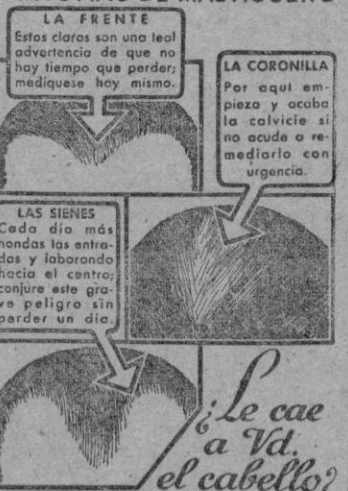 LA FRENTE
Estos claros son una leal
advertencia de que no
hay tiempo que perder;
mediquese hoy mismo.
LA CORONILLA
Por aquí em-
pieza y acaba
la calvicie si
no acude a re-
mediarlo con
urgencia.
LAS SIENES
Cada día más
hondas las entra-
das y laborando
hacia el centro;
conjure este gra-
ve peligro sin
perder un día.
¿Le cae
a Vd.
el cabello?